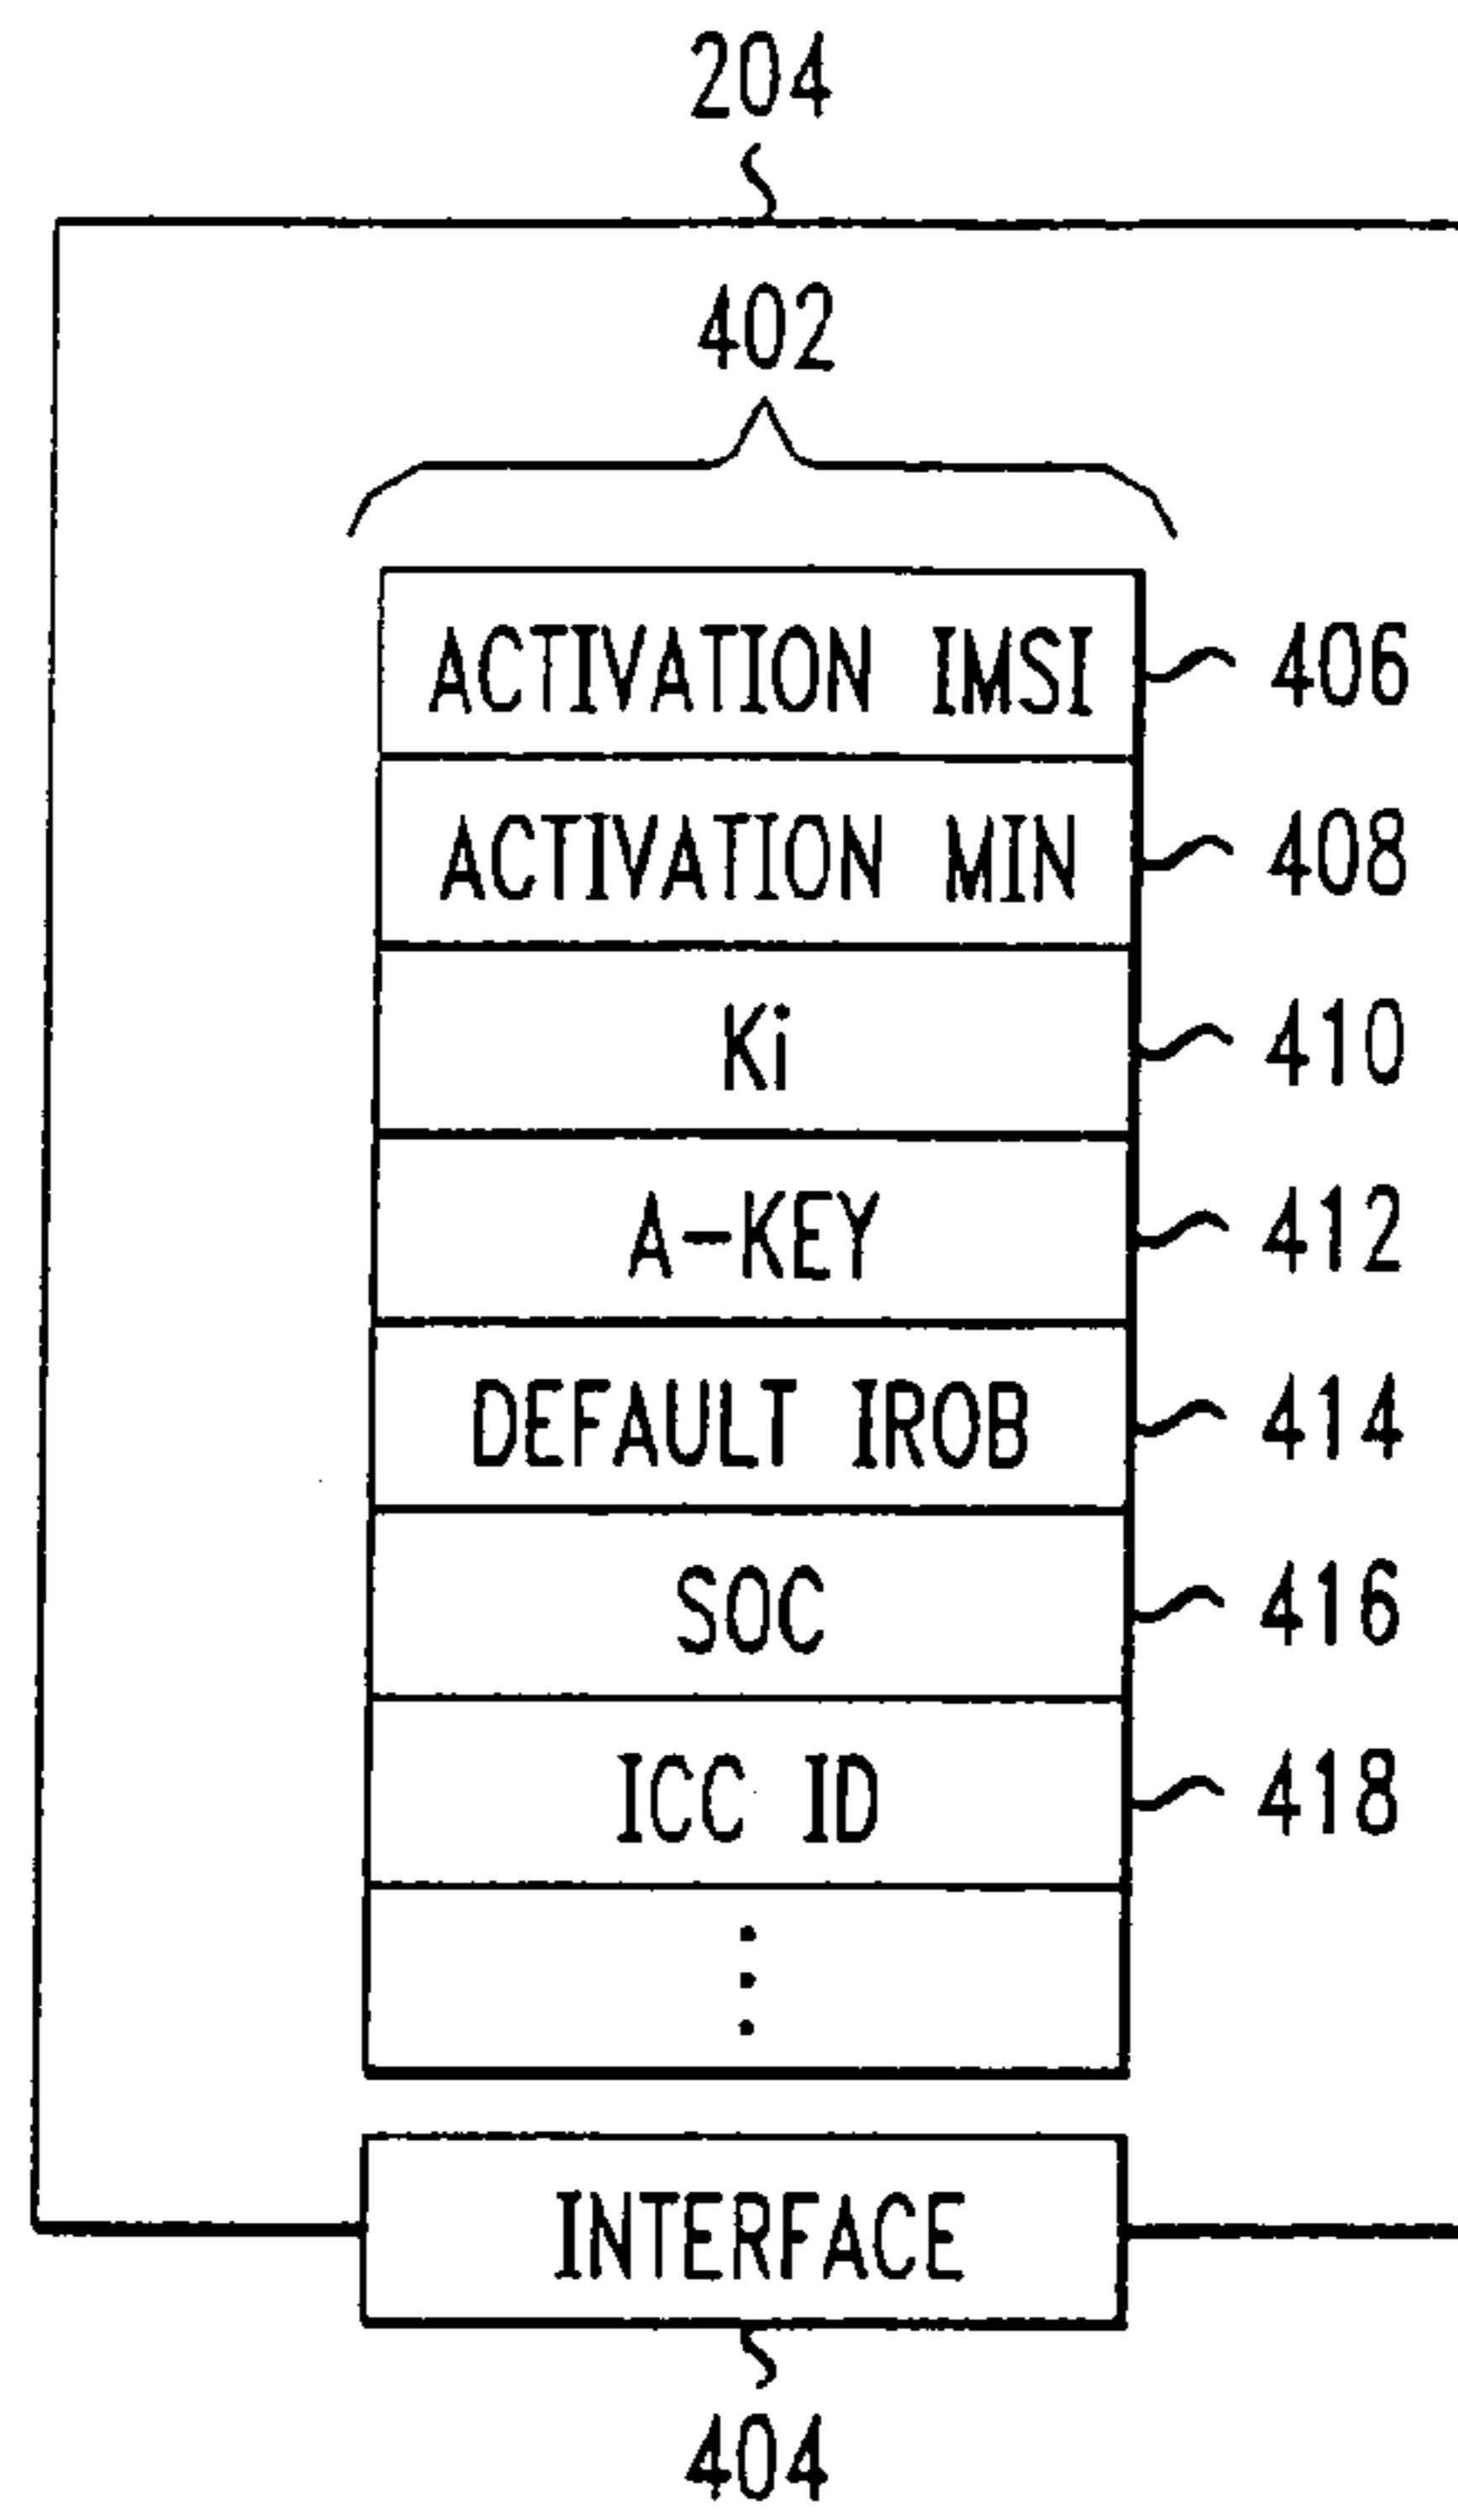 204
402
ACTIVATION IMSI 406
ACTIVATION MIN 408
Ki 410
A-KEY 412
DEFAULT IROB 414
SOC 416
ICC ID 418
INTERFACE
404